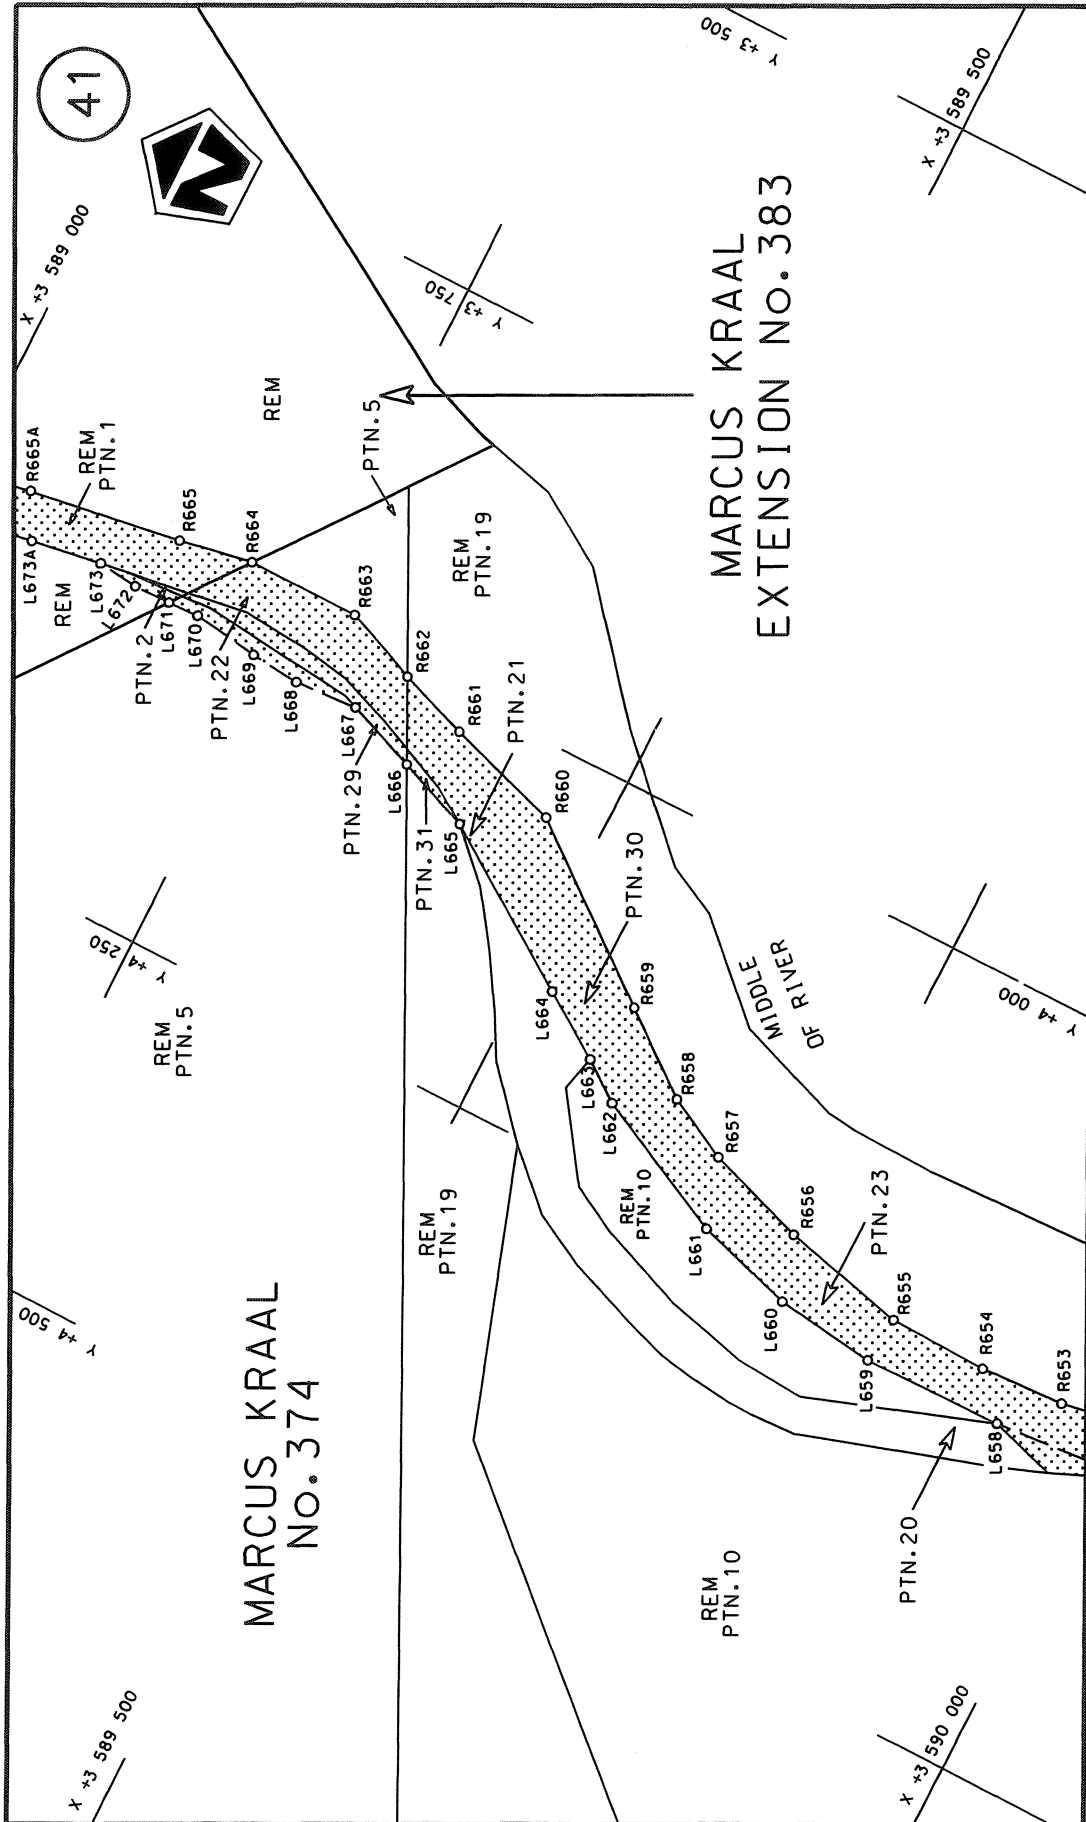 41
N
X +3 589 000
Y +3 500
X +3 589 500
Y +3 750
MARCUS KRAAL
EXTENSION No.383
REM
PTN.5
R665A
REM
PTN.1
L673A
R665
R664
L673
REM
L672
PTN.2
L671
L670
PTN.22
L669
L668
R663
REM
PTN.19
R662
L667
PTN.29
L666
R661
PTN.21
PTN.31
L665
R660
PTN.30
Y +4 250
REM
PTN.5
L664
R659
MIDDLE
OF RIVER
Y +4 000
L663
L662
R658
R657
REM
PTN.10
REM
PTN.19
L661
R656
PTN.23
L660
R655
L659
R654
R653
L658
PTN.20
Y +4 500
MARCUS KRAAL
No.374
REM
PTN.10
X +3 589 500
X +3 590 000